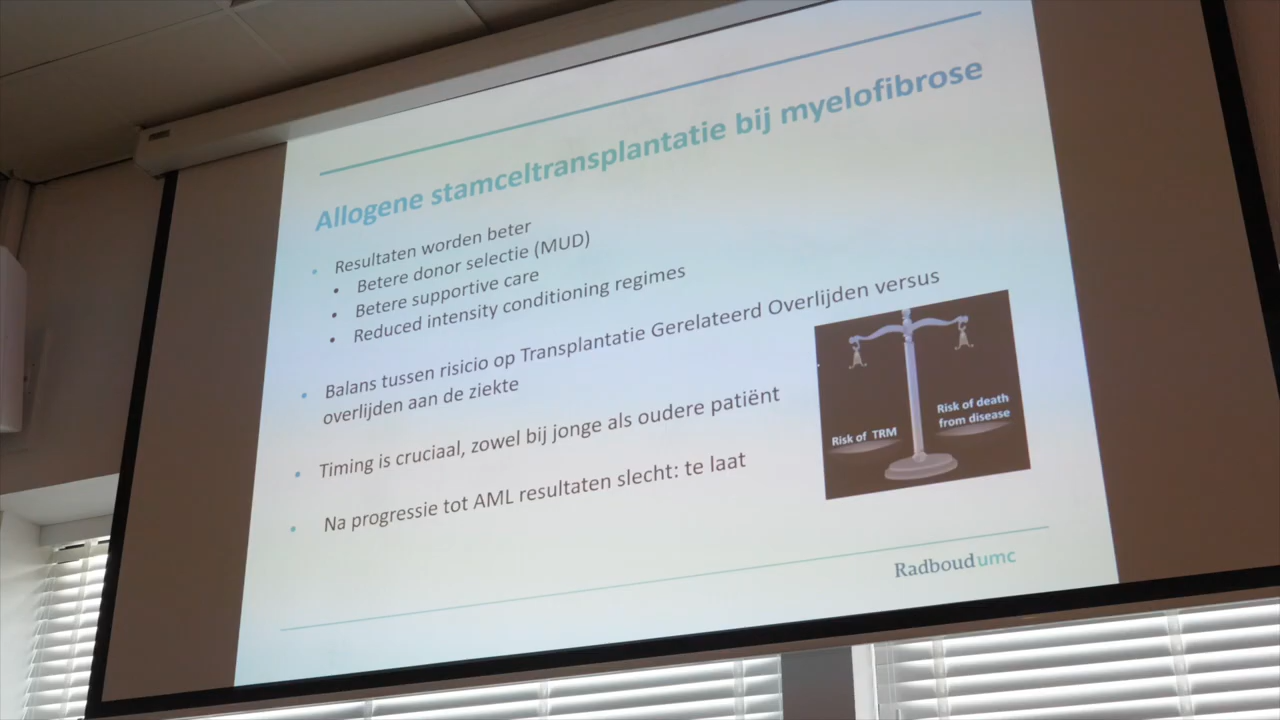 Allogene stamceltransplantatie bij myelofibrose
• Resultaten worden beter
• Betere donor selectie (MUD)
• Betere supportive care
• Reduced intensity conditioning regimes
• Balans tussen risicio op Transplantatie Gerelateerd Overlijden versus
overlijden aan de ziekte
• Timing is cruciaal, zowel bij jonge als oudere patiënt
• Na progressie tot AML resultaten slecht: te laat
Risk of TRM
Risk of death
from disease
Radboudumc